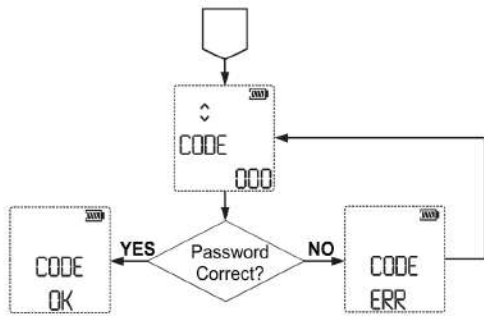 CODE
000
YES
Password
Correct?
NO
CODE
OK
CODE
ERR